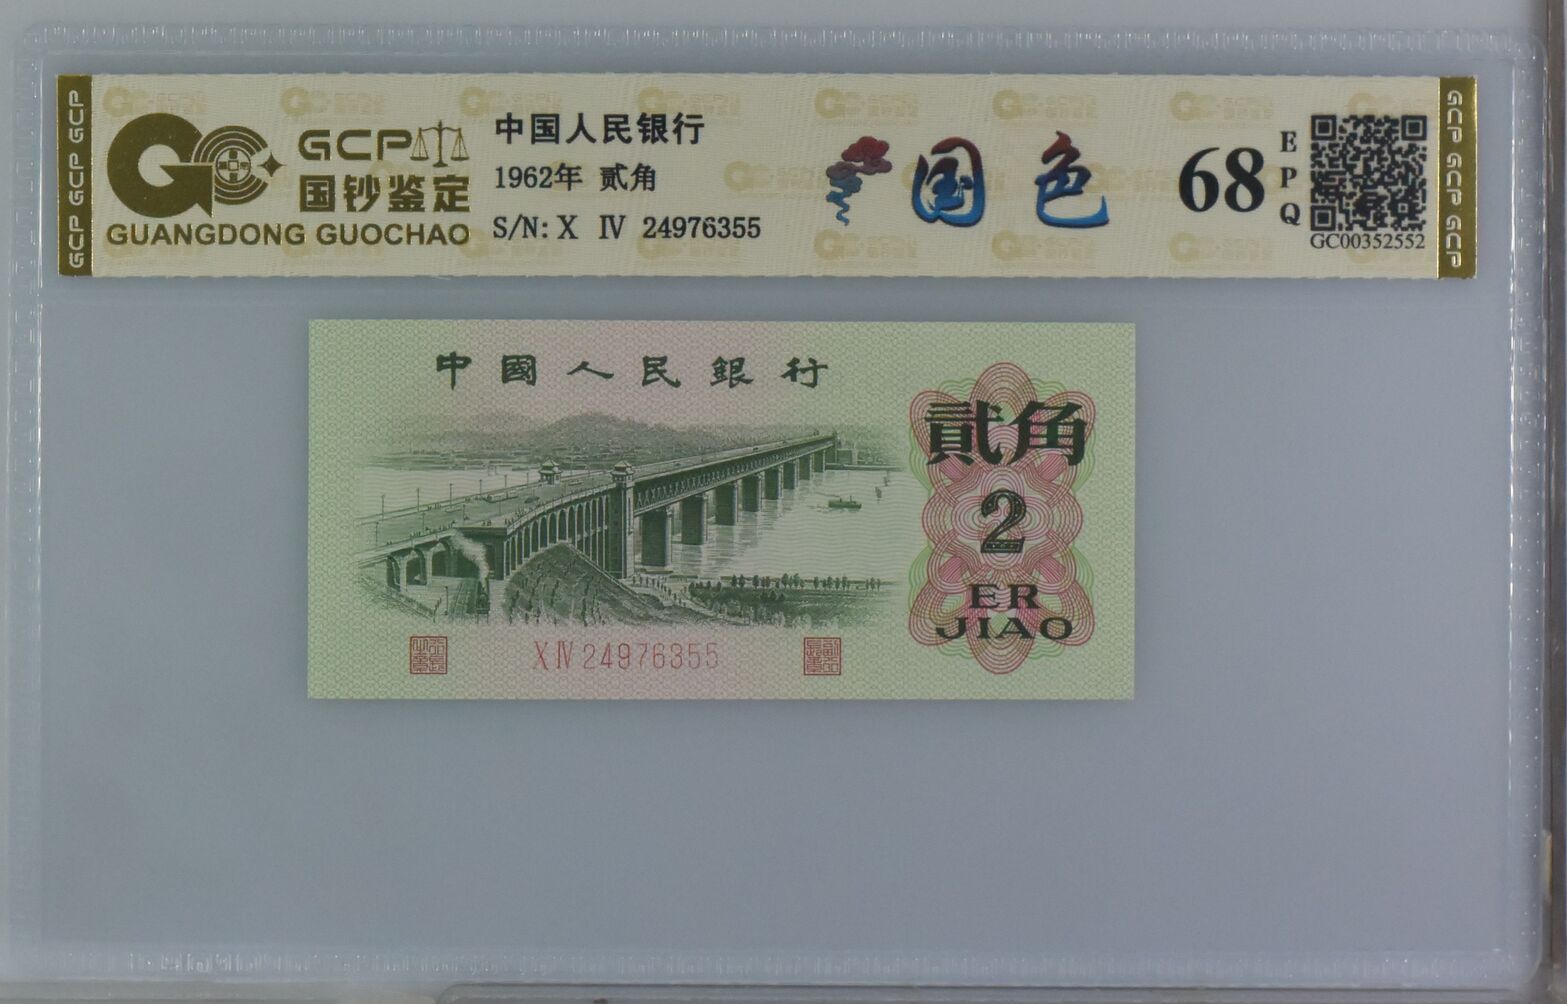 GCP GCP GCP
GCP
国钞鉴定
GUANGDONG GUOCHAO
中国人民银行
1962年 贰角
S/N: X IV 24976355
国色
68
EPQ
GC00352552
GCP GCP GCP
中國人民銀行
貳角
2
ER
JIAO
X IV 24976355